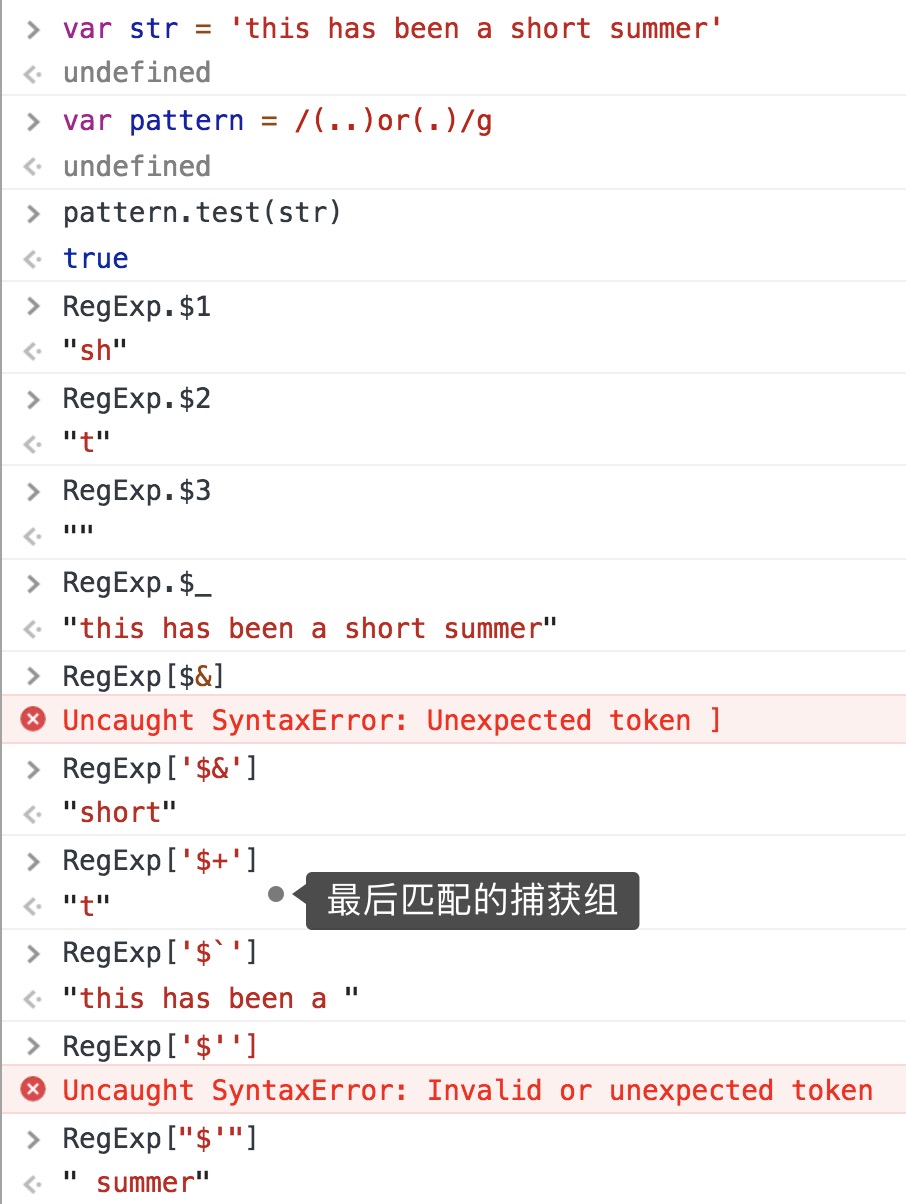 var str = 'this has been a short summer'
undefined
var pattern = /(..)or(.)/g
undefined
pattern.test(str)
true
RegExp.$1
"sh"
RegExp.$2
"t"
RegExp.$3
""
RegExp.$_
"this has been a short summer"
RegExp[$&]
Uncaught SyntaxError: Unexpected token ]
RegExp['$&']
"short"
RegExp['$+']
"t"
最后匹配的捕获组
RegExp['$`']
"this has been a "
RegExp['$'']
Uncaught SyntaxError: Invalid or unexpected token
RegExp["$'"]
" summer"